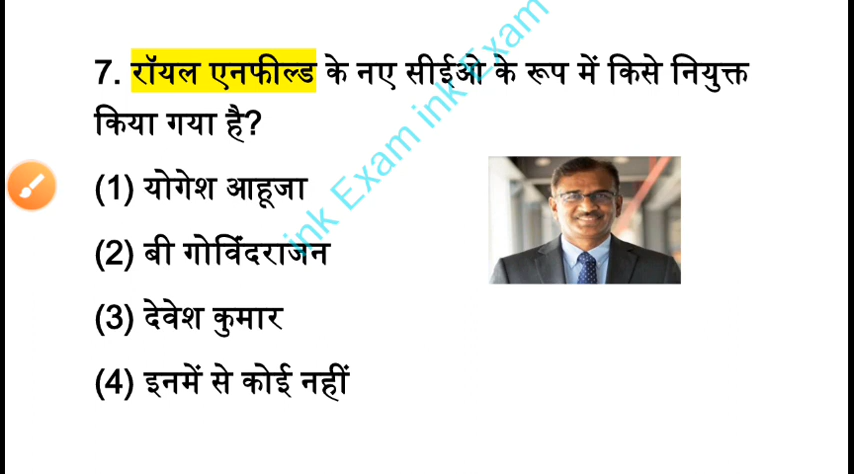 7. रॉयल एनफील्ड के नए सीईओ के रूप में किसे नियुक्त
किया गया है?
(1) योगेश आहूजा
(2) बी गोविंदराजन
(3) देवेश कुमार
(4) इनमें से कोई नहीं
ink Exam ink Exam